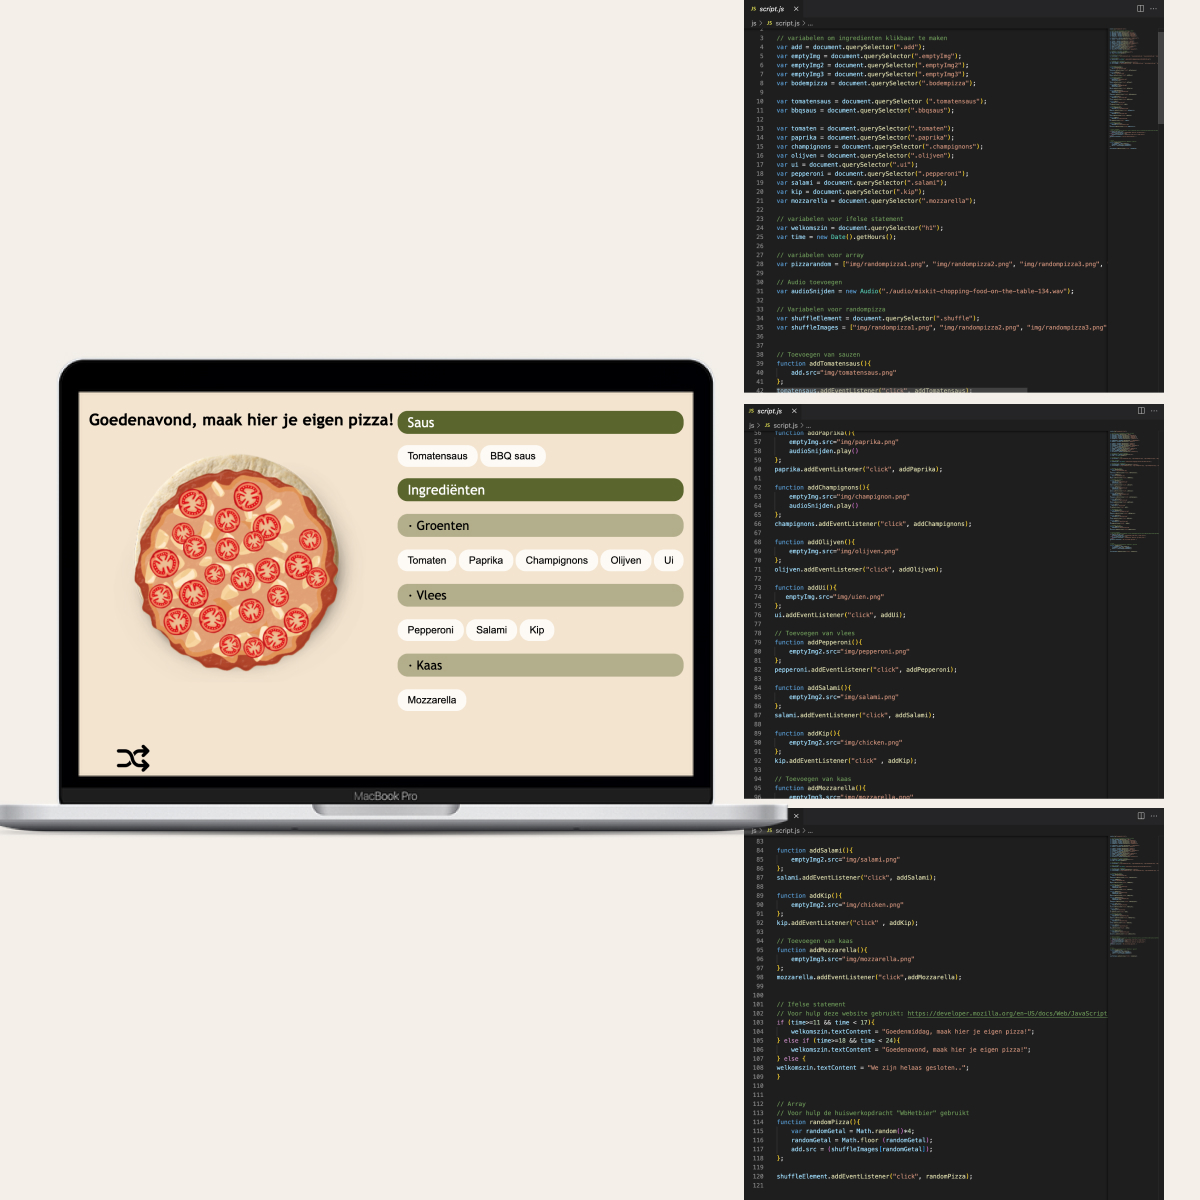 Goedenavond, maak hier je eigen pizza!
Saus
Tomatensaus BBQ saus
Ingrediënten
· Groenten
Tomaten Paprika Champignons Olijven Ui
· Vlees
Pepperoni Salami Kip
· Kaas
Mozzarella
MacBook Pro
JS script.js ×
js > JS script.js > ...
3 // variabelen om ingredienten klikbaar te maken
4 var add = document.querySelector(".add");
5 var emptyImg = document.querySelector(".emptyImg");
6 var emptyImg2 = document.querySelector(".emptyImg2");
7 var emptyImg3 = document.querySelector(".emptyImg3");
8 var bodempizza = document.querySelector(".bodempizza");
9
10 var tomatensaus = document.querySelector (".tomatensaus");
11 var bbqsaus = document.querySelector(".bbqsaus");
12
13 var tomaten = document.querySelector(".tomaten");
14 var paprika = document.querySelector(".paprika");
15 var champignons = document.querySelector(".champignons");
16 var olijven = document.querySelector(".olijven");
17 var ui = document.querySelector(".ui");
18 var pepperoni = document.querySelector(".pepperoni");
19 var salami = document.querySelector(".salami");
20 var kip = document.querySelector(".kip");
21 var mozzarella = document.querySelector(".mozzarella");
22
23 // variabelen voor ifelse statement
24 var welkomszin = document.querySelector("h1");
25 var time = new Date().getHours();
26
27 // variabelen voor array
28 var pizzarandom = ["img/randompizza1.png", "img/randompizza2.png", "img/randompizza3.png",
29
30 // Audio toevoegen
31 var audioSnijden = new Audio("./audio/mixkit-chopping-food-on-the-table-134.wav");
32
33 // Variabelen voor randompizza
34 var shuffleElement = document.querySelector(".shuffle");
35 var shuffleImages = ["img/randompizza1.png", "img/randompizza2.png", "img/randompizza3.png"
36
37
38 // Toevoegen van sauzen
39 function addTomatensaus(){
40 add.src="img/tomatensaus.png"
41 };
42 tomatensaus.addEventListener("click", addTomatensaus);
JS script.js ×
js > JS script.js > ...
56 function addPaprika(){
57 emptyImg.src="img/paprika.png"
58 audioSnijden.play()
59 };
60 paprika.addEventListener("click", addPaprika);
61
62 function addChampignons(){
63 emptyImg.src="img/champignon.png"
64 audioSnijden.play()
65 };
66 champignons.addEventListener("click", addChampignons);
67
68 function addOlijven(){
69 emptyImg.src="img/olijven.png"
70 };
71 olijven.addEventListener("click", addOlijven);
72
73 function addUi(){
74 emptyImg.src="img/uien.png"
75 };
76 ui.addEventListener("click", addUi);
77
78 // Toevoegen van vlees
79 function addPepperoni(){
80 emptyImg2.src="img/pepperoni.png"
81 };
82 pepperoni.addEventListener("click", addPepperoni);
83
84 function addSalami(){
85 emptyImg2.src="img/salami.png"
86 };
87 salami.addEventListener("click", addSalami);
88
89 function addKip(){
90 emptyImg2.src="img/chicken.png"
91 };
92 kip.addEventListener("click" , addKip);
93
94 // Toevoegen van kaas
95 function addMozzarella(){
96 emptyImg3.src="img/mozzarella.png"
×
js > JS script.js > ...
83
84 function addSalami(){
85 emptyImg2.src="img/salami.png"
86 };
87 salami.addEventListener("click", addSalami);
88
89 function addKip(){
90 emptyImg2.src="img/chicken.png"
91 };
92 kip.addEventListener("click" , addKip);
93
94 // Toevoegen van kaas
95 function addMozzarella(){
96 emptyImg3.src="img/mozzarella.png"
97 };
98 mozzarella.addEventListener("click",addMozzarella);
99
100
101 // Ifelse statement
102 // Voor hulp deze website gebruikt: https://developer.mozilla.org/en-US/docs/Web/JavaScript
103 if (time>=11 && time < 17){
104 welkomszin.textContent = "Goedenmiddag, maak hier je eigen pizza!";
105 } else if (time>=18 && time < 24){
106 welkomszin.textContent = "Goedenavond, maak hier je eigen pizza!";
107 } else {
108 welkomszin.textContent = "We zijn helaas gesloten..";
109 }
110
111
112 // Array
113 // Voor hulp de huiswerkopdracht "WbHetbier" gebruikt
114 function randomPizza(){
115 var randomGetal = Math.random()*4;
116 randomGetal = Math.floor (randomGetal);
117 add.src = (shuffleImages[randomGetal]);
118 };
119
120 shuffleElement.addEventListener("click", randomPizza);
121